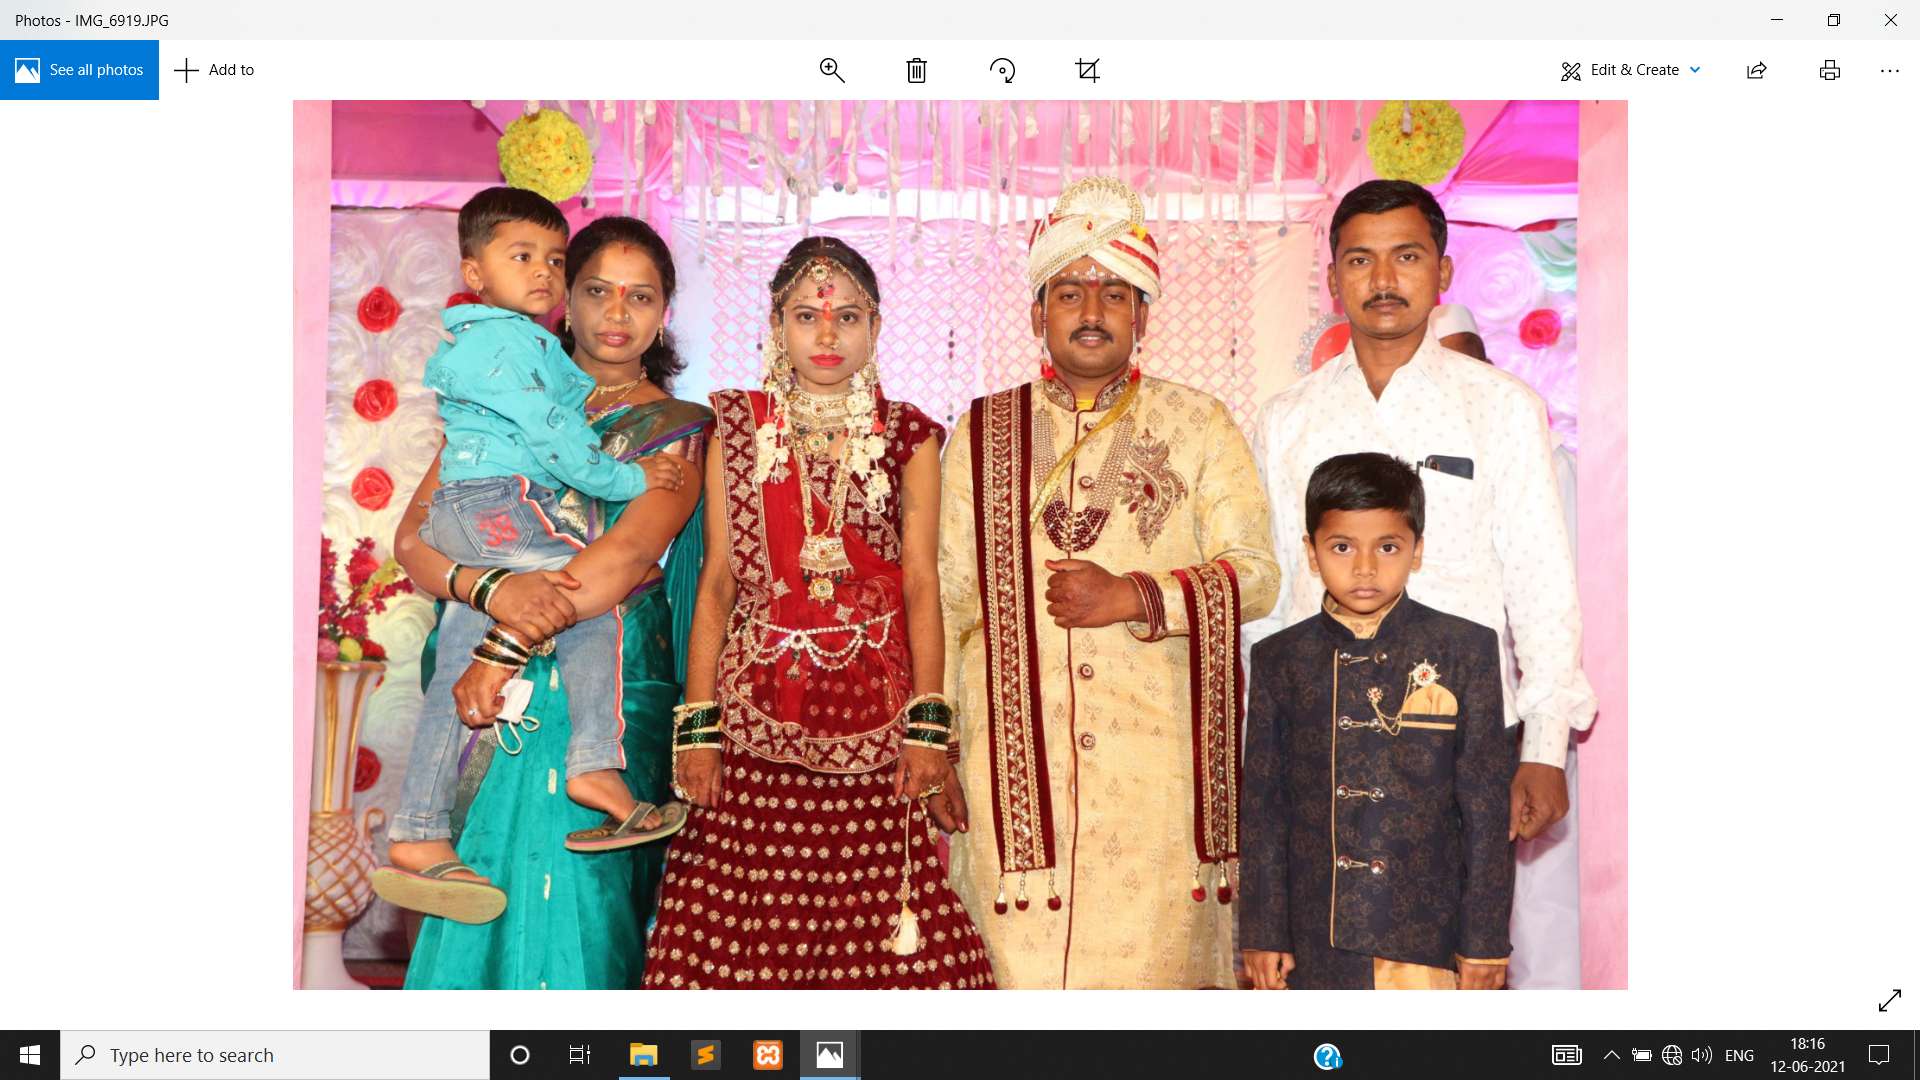 Photos - IMG_6919.JPG
See all photos
Add to
Edit & Create
Type here to search
ENG
18:16
12-06-2021